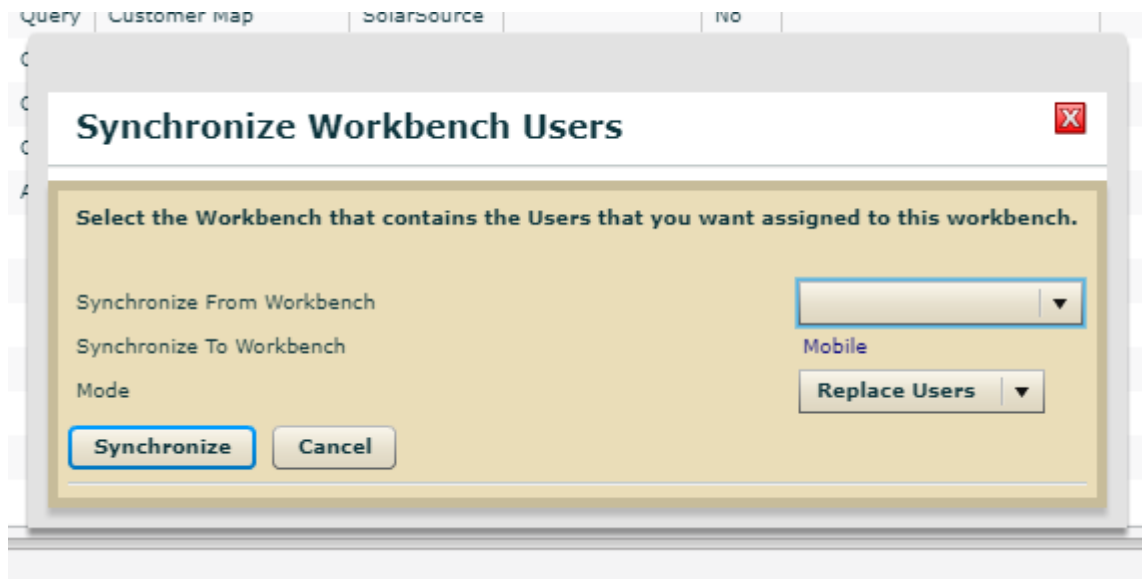 Query Customer Map SolarSource No
Synchronize Workbench Users
X
Select the Workbench that contains the Users that you want assigned to this workbench.
Synchronize From Workbench
Synchronize To Workbench Mobile
Mode Replace Users
Synchronize Cancel